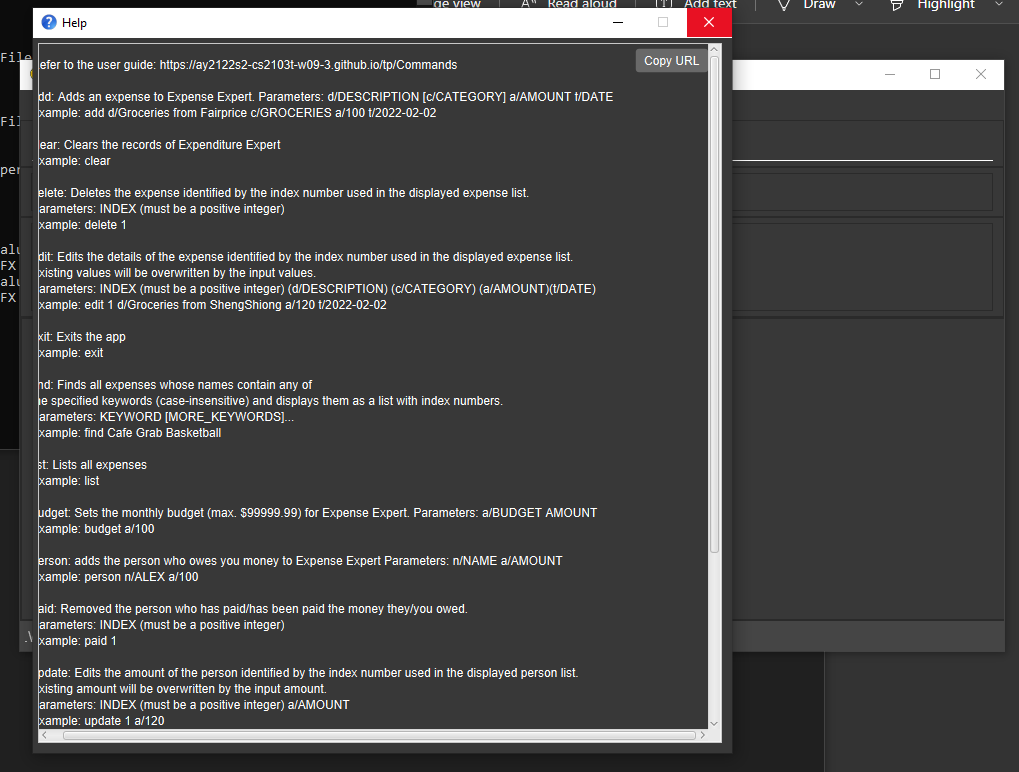 ge view
Read aloud
Add text
Draw
Highlight
Help
File
Copy URL
efer to the user guide: https://ay2122s2-cs2103t-w09-3.github.io/tp/Commands
dd: Adds an expense to Expense Expert. Parameters: d/DESCRIPTION [c/CATEGORY] a/AMOUNT t/DATE
xample: add d/Groceries from Fairprice c/GROCERIES a/100 t/2022-02-02
Fil
ear: Clears the records of Expenditure Expert
xample: clear
per
elete: Deletes the expense identified by the index number used in the displayed expense list.
arameters: INDEX (must be a positive integer)
xample: delete 1
alu
dit: Edits the details of the expense identified by the index number used in the displayed expense list.
FX
xisting values will be overwritten by the input values.
alu
arameters: INDEX (must be a positive integer) (d/DESCRIPTION) (c/CATEGORY) (a/AMOUNT)(t/DATE)
FX
xample: edit 1 d/Groceries from ShengShiong a/120 t/2022-02-02
xit: Exits the app
xample: exit
nd: Finds all expenses whose names contain any of
e specified keywords (case-insensitive) and displays them as a list with index numbers.
arameters: KEYWORD [MORE_KEYWORDS]...
xample: find Cafe Grab Basketball
st: Lists all expenses
xample: list
udget: Sets the monthly budget (max. $99999.99) for Expense Expert. Parameters: a/BUDGET AMOUNT
xample: budget a/100
erson: adds the person who owes you money to Expense Expert Parameters: n/NAME a/AMOUNT
xample: person n/ALEX a/100
aid: Removed the person who has paid/has been paid the money they/you owed.
arameters: INDEX (must be a positive integer)
.\
xample: paid 1
pdate: Edits the amount of the person identified by the index number used in the displayed person list.
xisting amount will be overwritten by the input amount.
arameters: INDEX (must be a positive integer) a/AMOUNT
xample: update 1 a/120